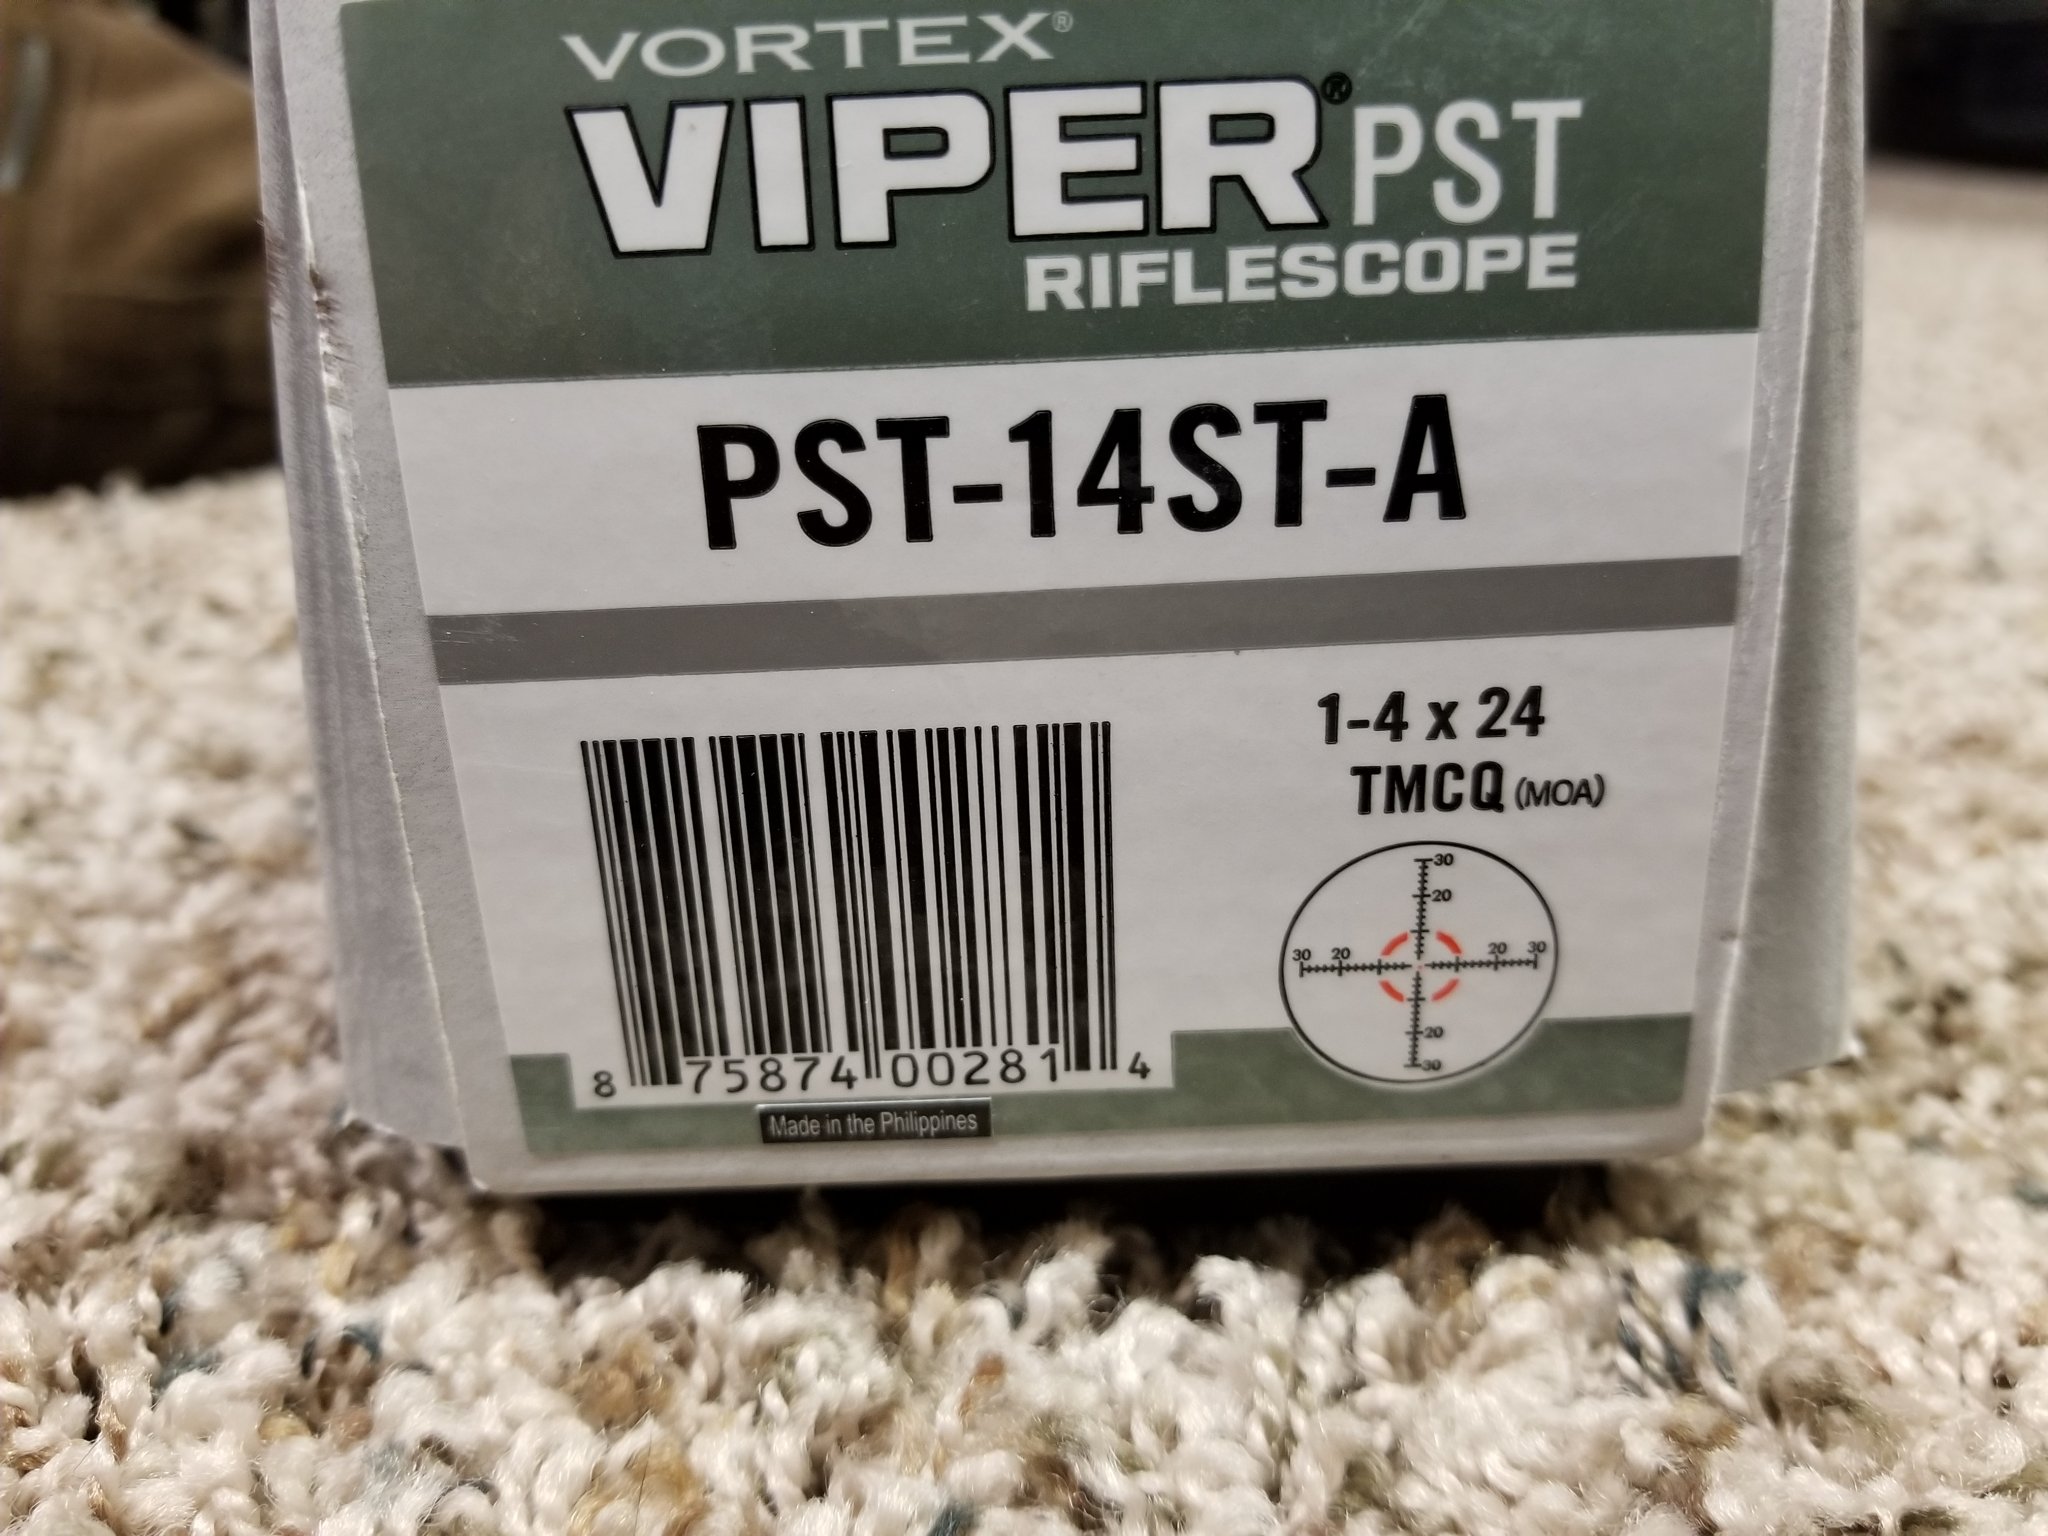 VORTEX®
VIPER® PST
RIFLESCOPE
PST-14ST-A
1-4 x 24
TMCQ (MOA)
30
20
30 20 20 30
20
30
8 75874 00281 4
Made in the Philippines